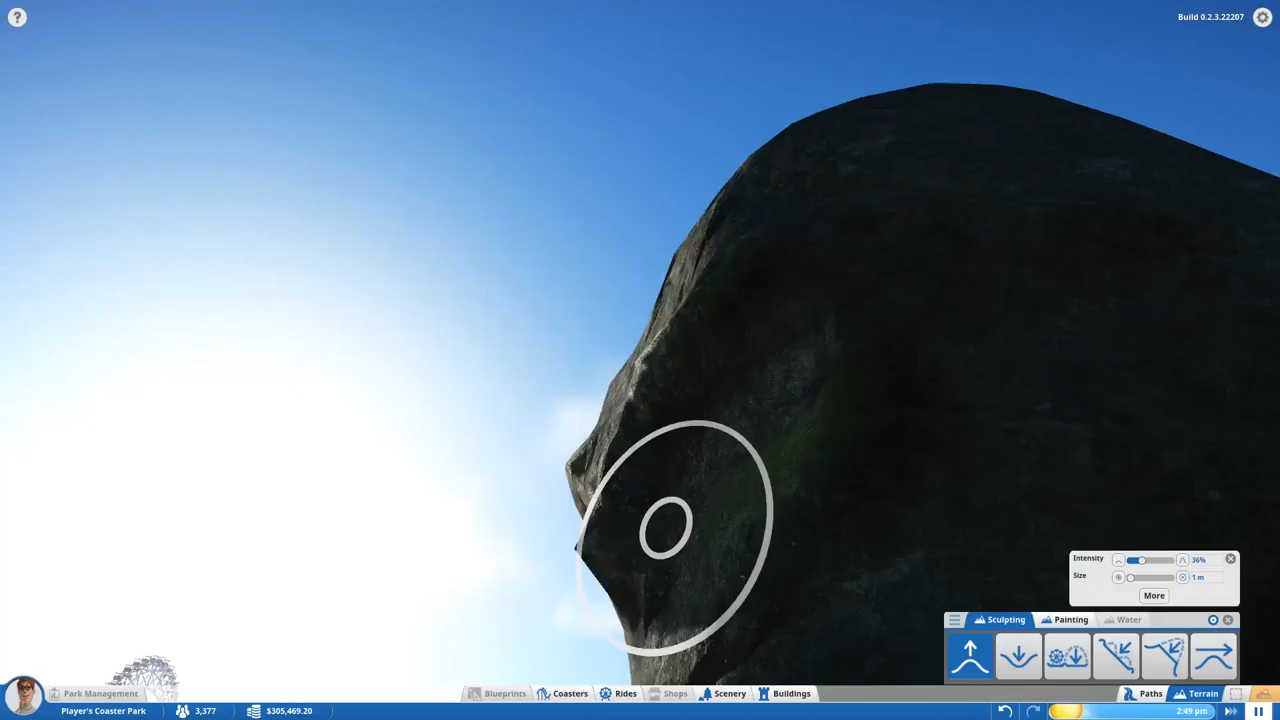 ?
Build 0.2.3.22207
Intensity 36%
Size 1 m
More
Sculpting Painting Water
Park Management Blueprints Coasters Rides Shops Scenery Buildings Paths Terrain
Player's Coaster Park 3,377 $305,469.20 2:49 pm